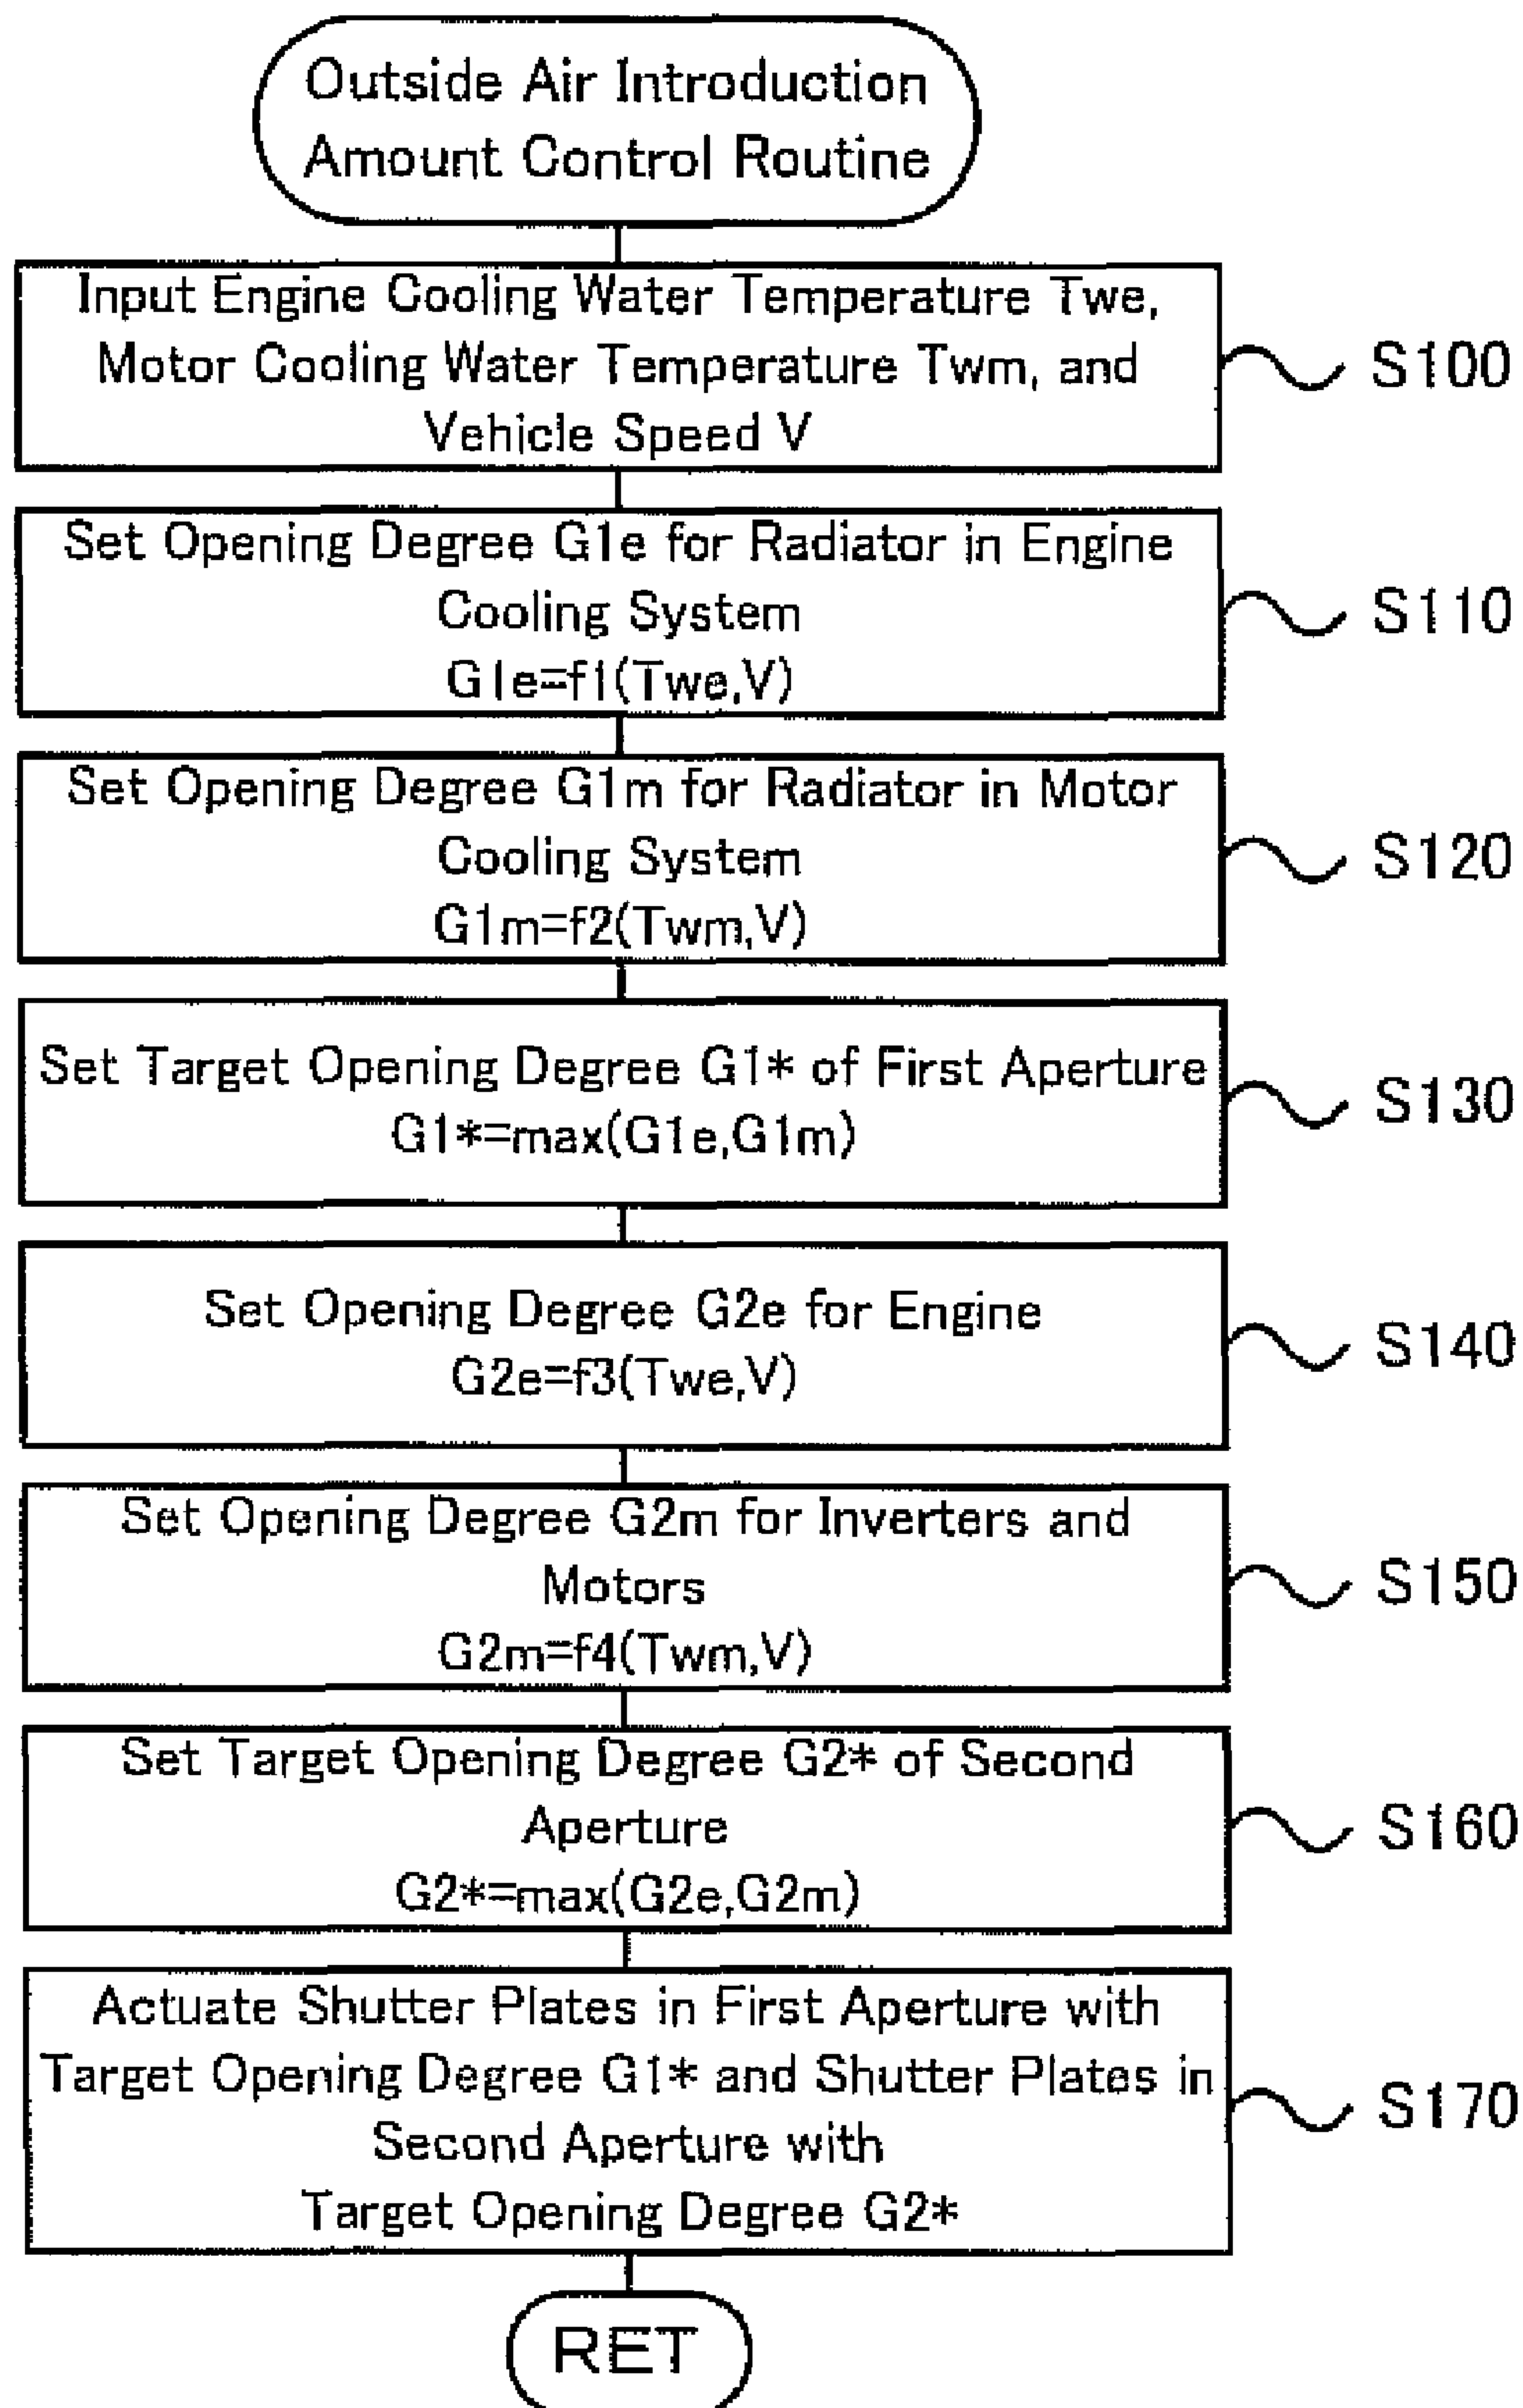 Outside Air Introduction
Amount Control Routine
Input Engine Cooling Water Temperature Twe,
Motor Cooling Water Temperature Twm, and
Vehicle Speed V
S100
Set Opening Degree G1e for Radiator in Engine
Cooling System
G1e=f1(Twe,V)
S110
Set Opening Degree G1m for Radiator in Motor
Cooling System
G1m=f2(Twm,V)
S120
Set Target Opening Degree G1* of First Aperture
G1*=max(G1e,G1m)
S130
Set Opening Degree G2e for Engine
G2e=f3(Twe,V)
S140
Set Opening Degree G2m for Inverters and
Motors
G2m=f4(Twm,V)
S150
Set Target Opening Degree G2* of Second
Aperture
G2*=max(G2e,G2m)
S160
Actuate Shutter Plates in First Aperture with
Target Opening Degree G1* and Shutter Plates in
Second Aperture with
Target Opening Degree G2*
S170
RET